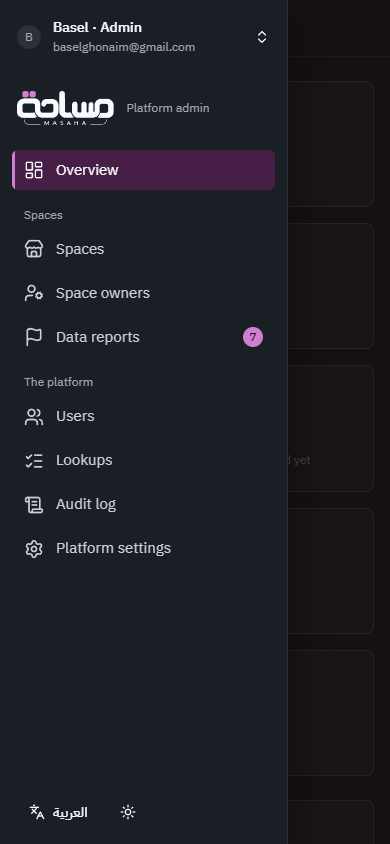 B
Basel · Admin
baselghonaim@gmail.com
مساحة
MASAHA
Platform admin
Overview
Spaces
Spaces
Space owners
Data reports
7
The platform
Users
Lookups
yet
Audit log
Platform settings
العربية